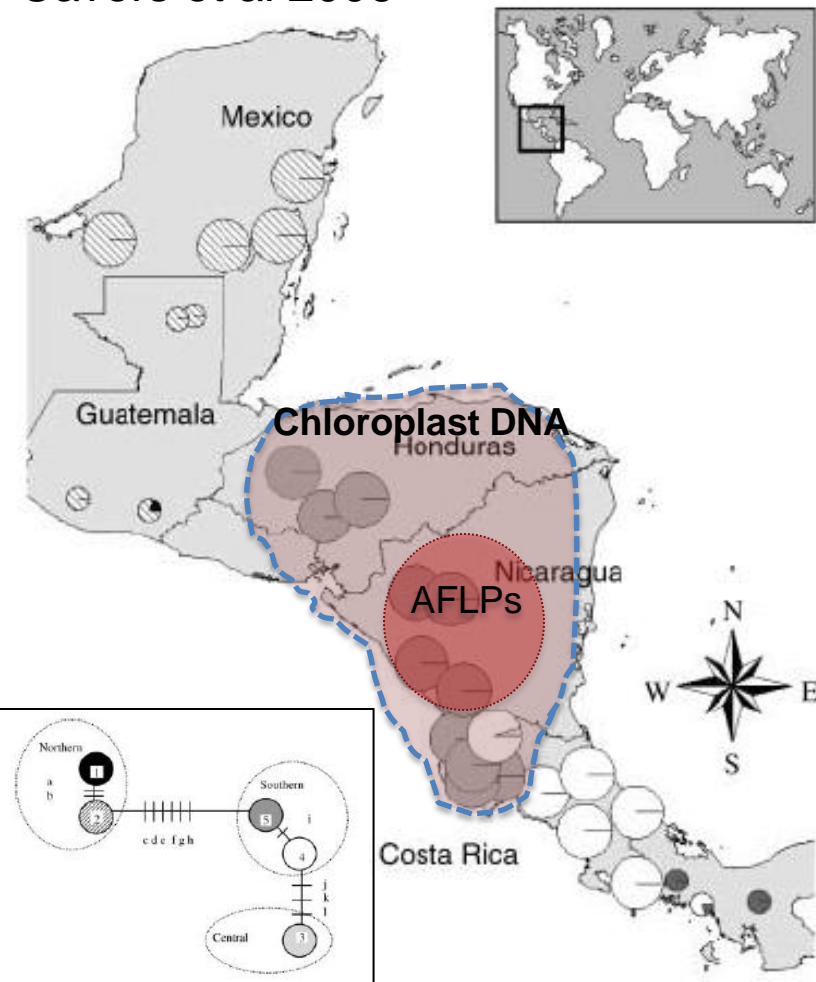 Mexico
Guatemala
Chloroplast DNA
Honduras
Nicaragua
AFLPs
N
W E
S
Costa Rica
Northern
1
a
b
2
c d e f g h
Southern
5
i
4
j
k
l
Central
3